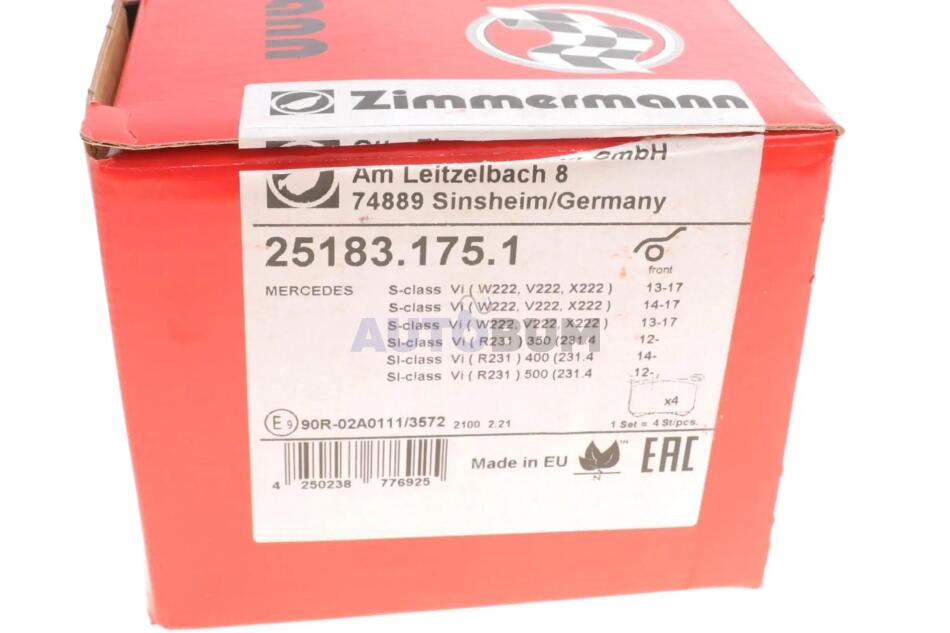 Zimmermann
GmbH
Am Leitzelbach 8
74889 Sinsheim/Germany
25183.175.1
front
MERCEDES S-class Vi ( W222, V222, X222 ) 13-17
S-class Vi ( W222, V222, X222 ) 14-17
S-class Vi ( W222, V222, X222 ) 13-17
Sl-class Vi ( R231 ) 350 (231.4 12-
Sl-class Vi ( R231 ) 400 (231.4 14-
Sl-class Vi ( R231 ) 500 (231.4 12-
AUTOBUM
x4
E9 90R-02A0111/3572 2100 2.21 1 Set = 4 St/pcs.
Made in EU ™ EAC
4 250238 776925